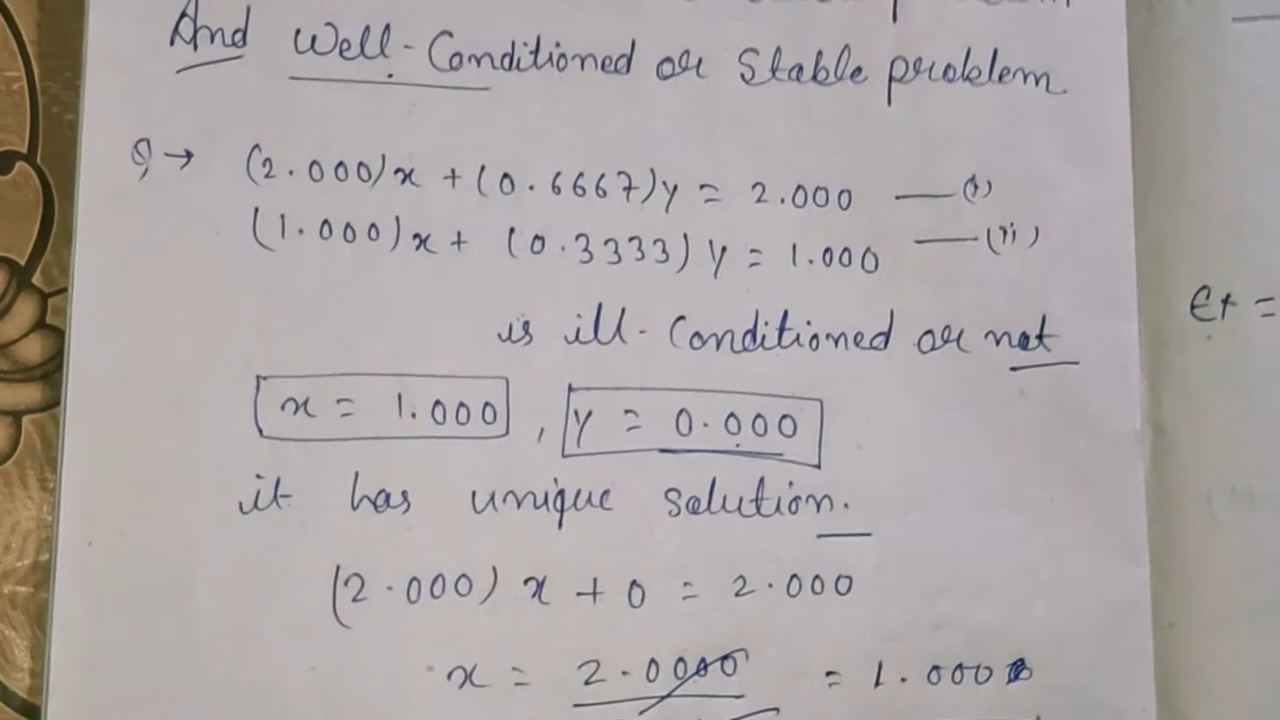 And Well-Conditioned or Stable problem
Q → (2.000)x + (0.6667)y = 2.000 —(i)
(1.000)x + (0.3333)y = 1.000 —(ii)
is ill-Conditioned or not
x = 1.000, y = 0.000
it has unique solution.
(2.000) x + 0 = 2.000
x = 2.0000 = 1.000